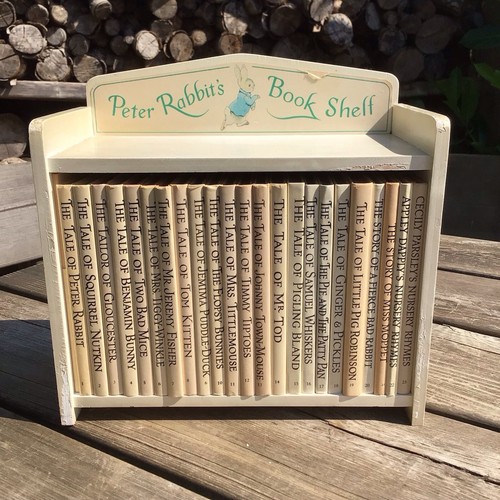 Peter Rabbit's Book Shelf
THE TALE OF PETER RABBIT
THE TALE OF SQUIRREL NUTKIN
THE TAILOR OF GLOUCESTER
THE TALE OF BENJAMIN BUNNY
THE TALE OF TWO BAD MICE
THE TALE OF MRS. TIGGY-WINKLE
THE TALE OF MR. JEREMY FISHER
THE TALE OF TOM KITTEN
THE TALE OF JEMIMA PUDDLE-DUCK
THE TALE OF THE FLOPSY BUNNIES
THE TALE OF MRS. TITTLEMOUSE
THE TALE OF TIMMY TIPTOES
THE TALE OF JOHNNY TOWN-MOUSE
THE TALE OF MR. TOD
THE TALE OF PIGLING BLAND
THE TALE OF SAMUEL WHISKERS
THE TALE OF THE PIE AND THE PATTY PAN
THE TALE OF GINGER & PICKLES
THE TALE OF LITTLE PIG ROBINSON
THE STORY OF A FIERCE BAD RABBIT
THE STORY OF MISS MOPPET
APPLEY DAPPLY'S NURSERY RHYMES
CECILY PARSLEY'S NURSERY RHYMES